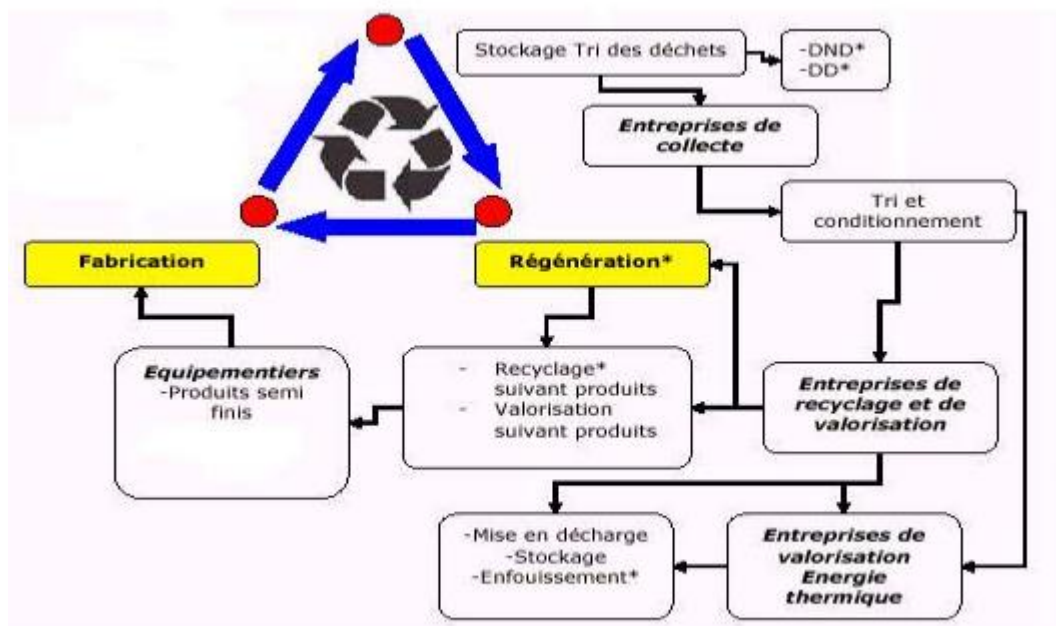 Stockage Tri des déchets
-DND*
-DD*
Entreprises de
collecte
Tri et
conditionnement
Fabrication
Régénération*
Equipementiers
-Produits semi
finis
- Recyclage*
suivant produits
- Valorisation
suivant produits
Entreprises de
recyclage et de
valorisation
-Mise en décharge
-Stockage
-Enfouissement*
Entreprises de
valorisation
Energie
thermique